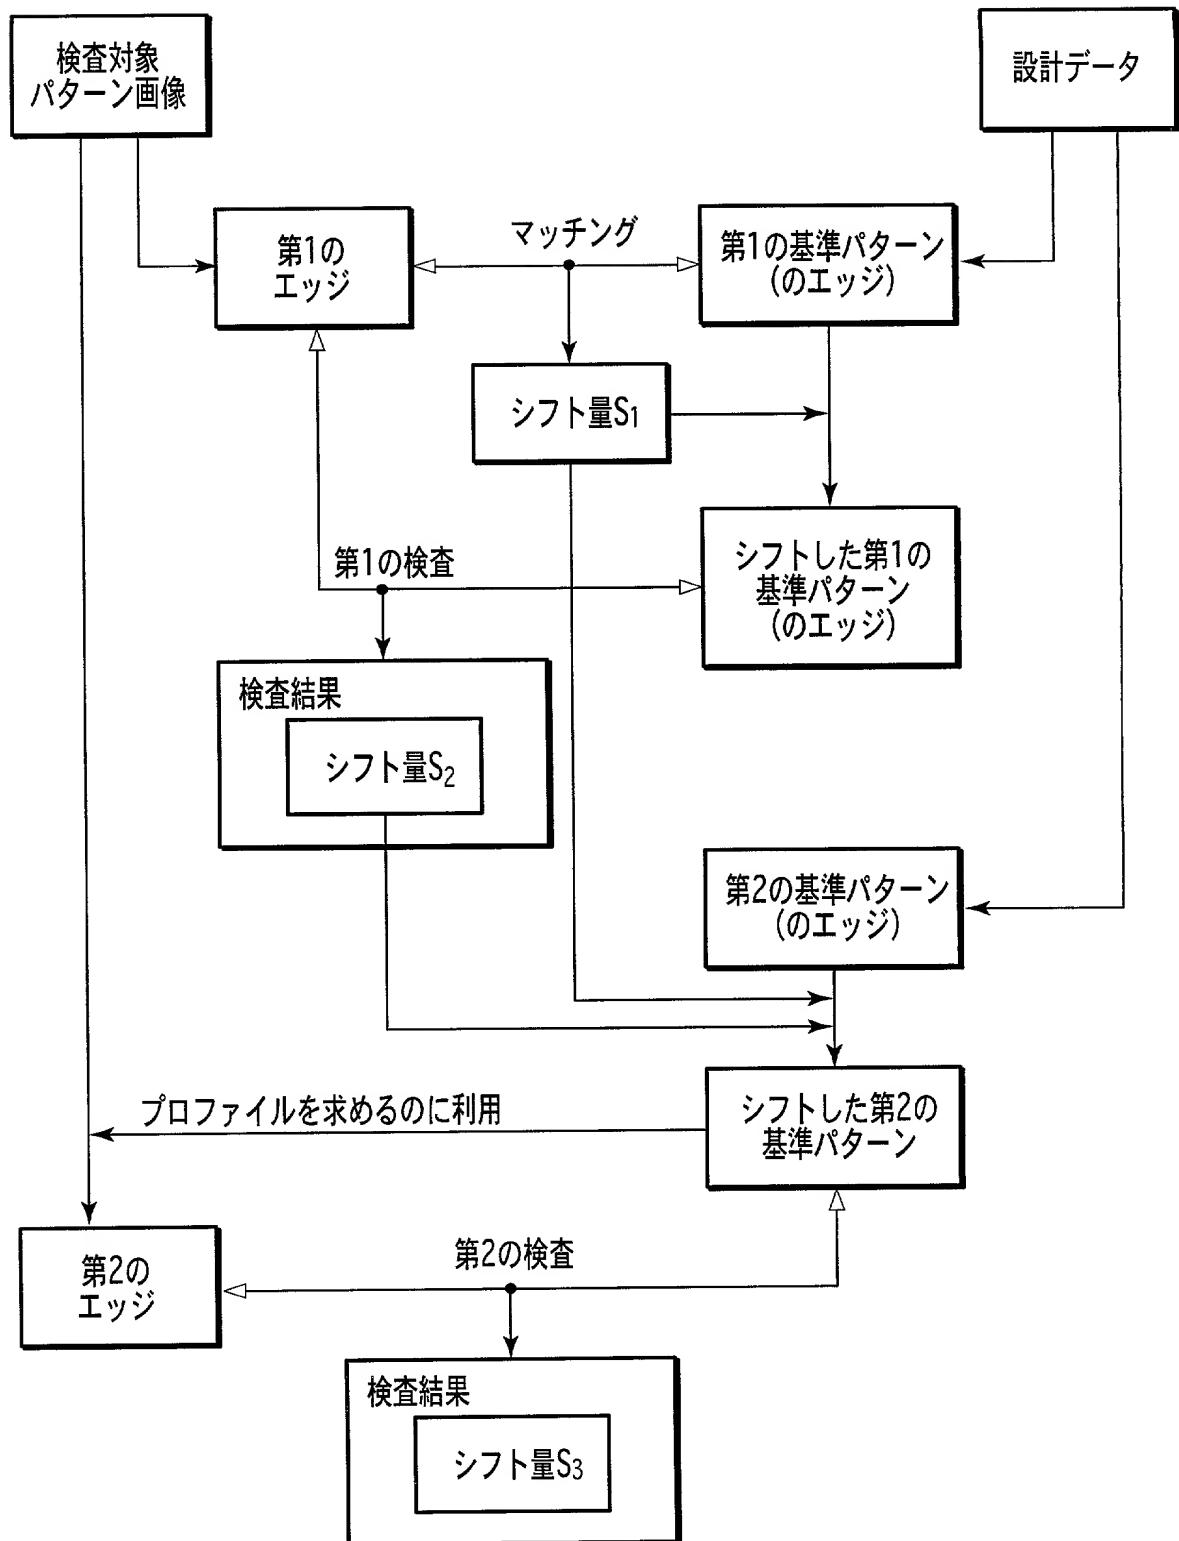 検査対象
パターン画像
設計データ
第1の
エッジ
マッチング
第1の基準パターン
(のエッジ)
シフト量S1
第1の検査
シフトした第1の
基準パターン
(のエッジ)
検査結果
シフト量S2
第2の基準パターン
(のエッジ)
プロファイルを求めるのに利用
シフトした第2の
基準パターン
第2の
エッジ
第2の検査
検査結果
シフト量S3